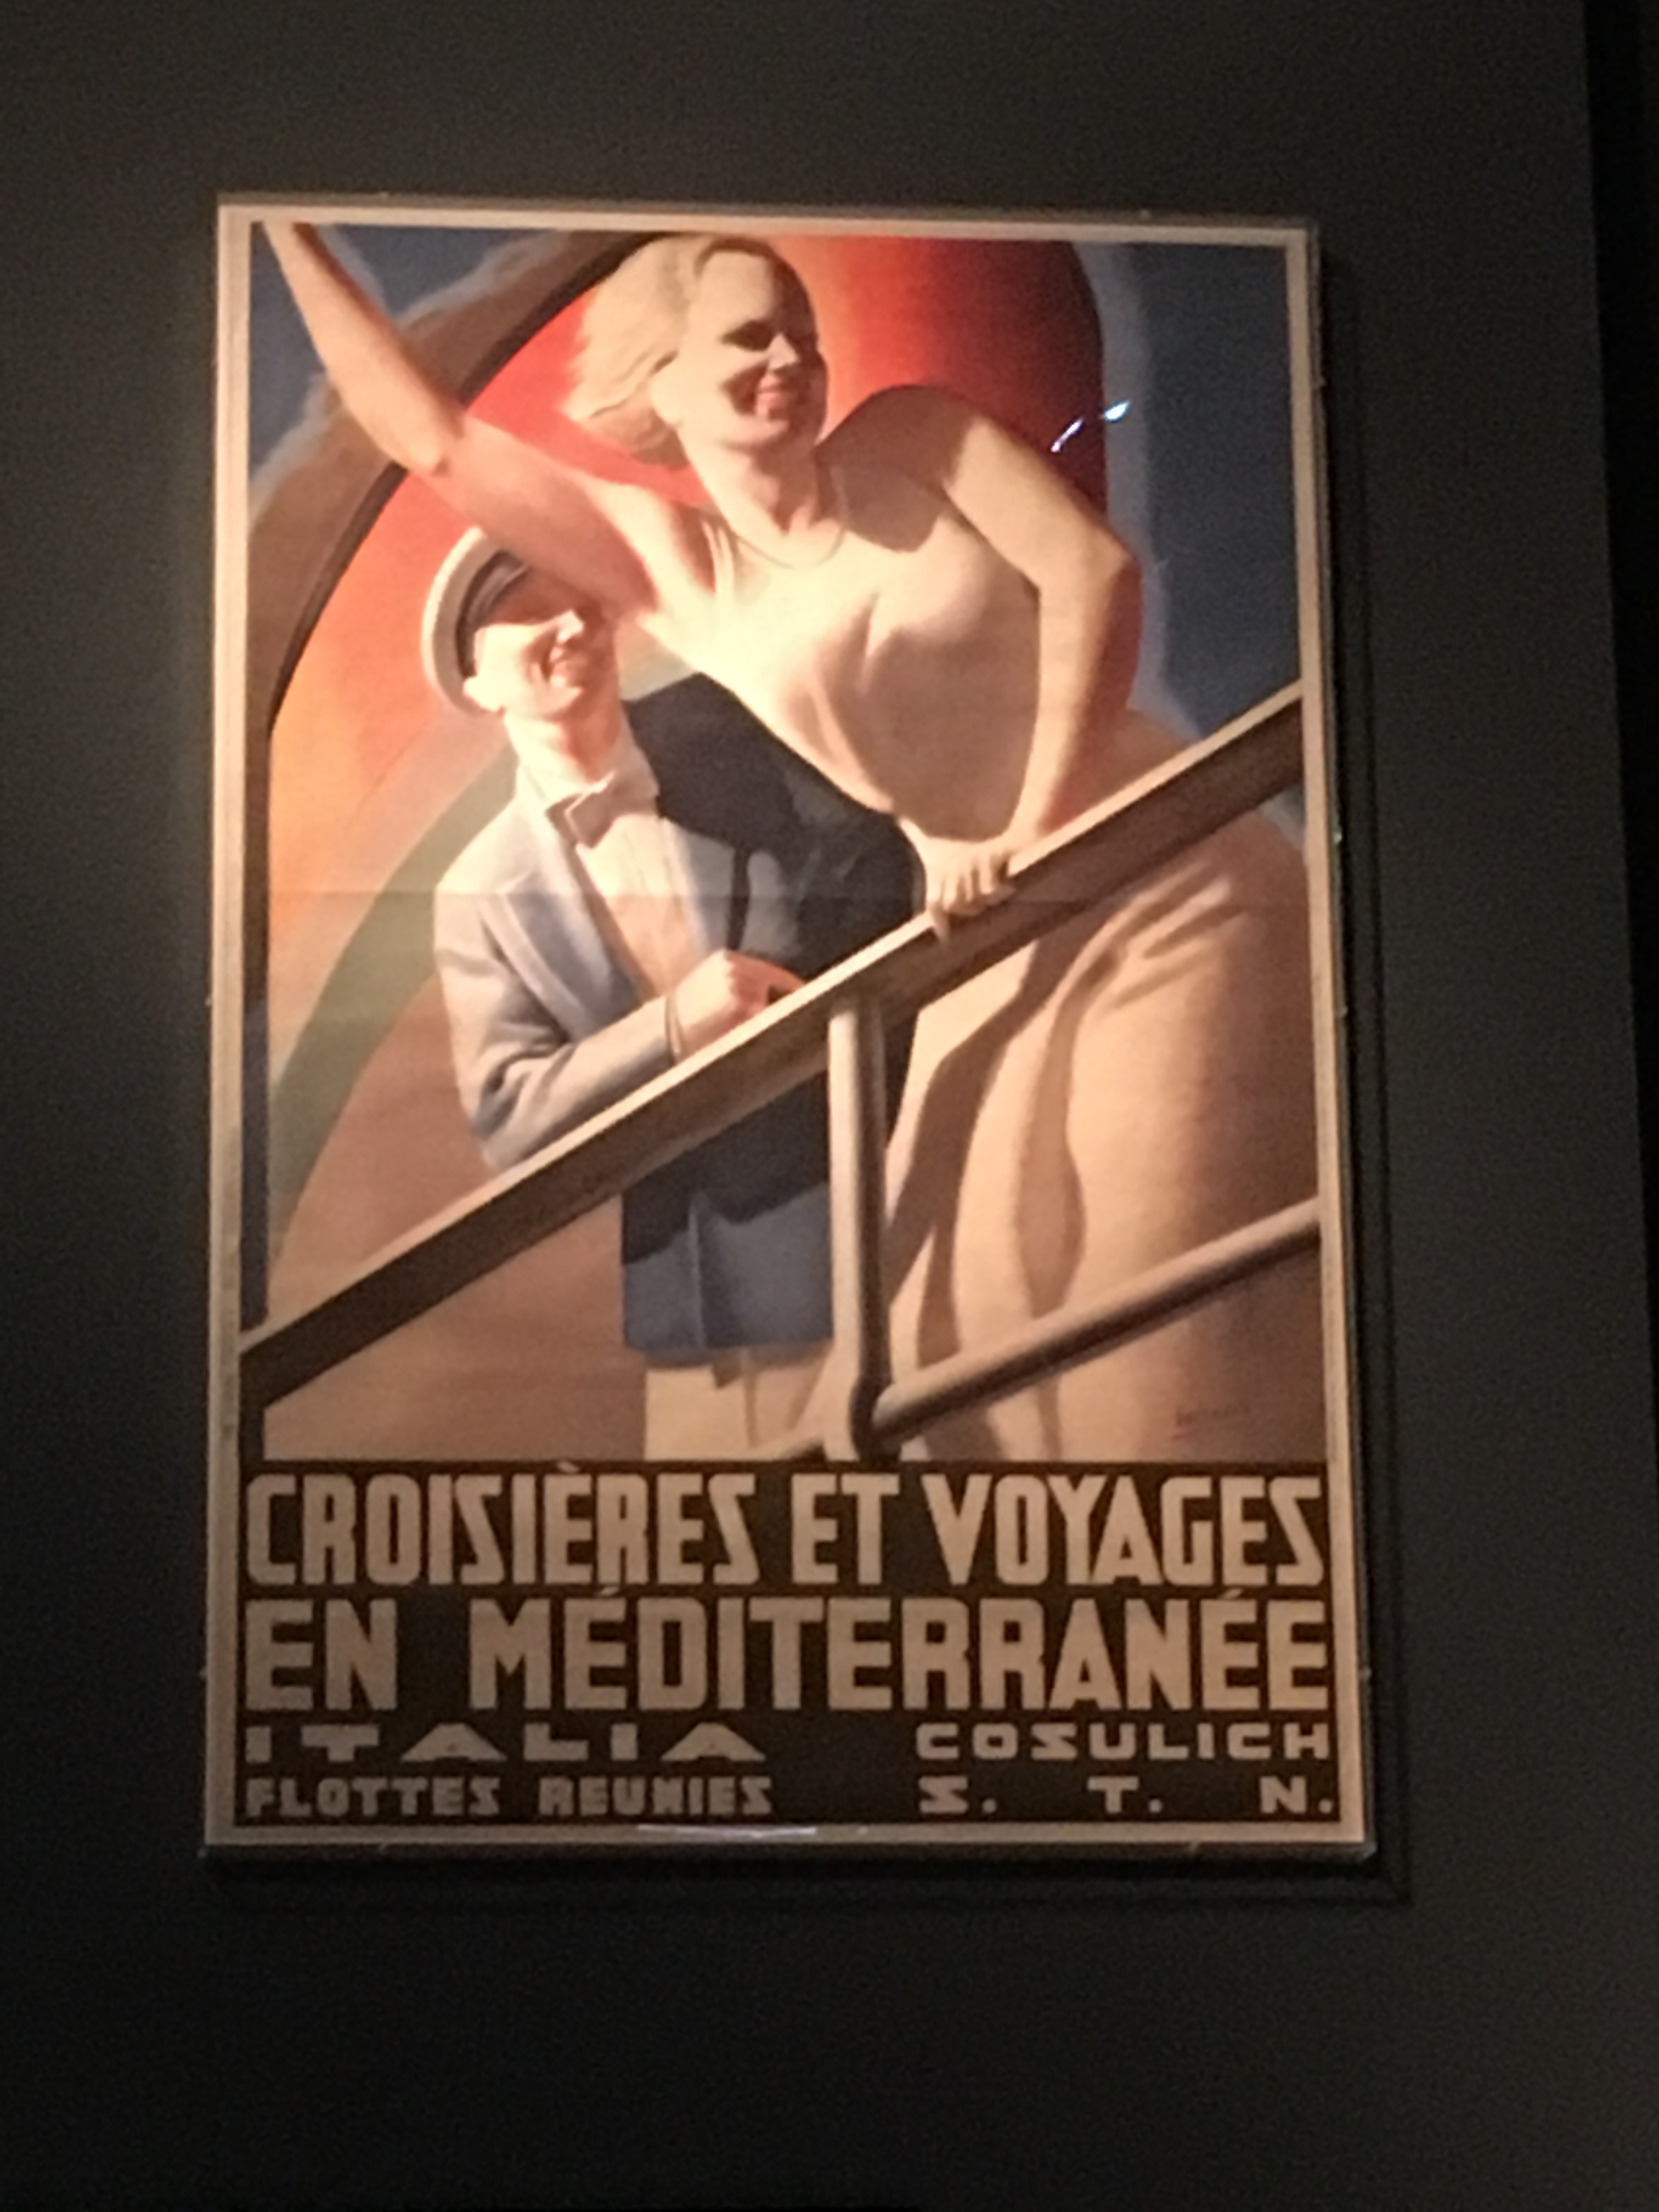 CROISIÈRES ET VOYAGES
EN MÉDITERRANÉE
ITALIA COSULICH
FLOTTES REUNIES S. T. N.